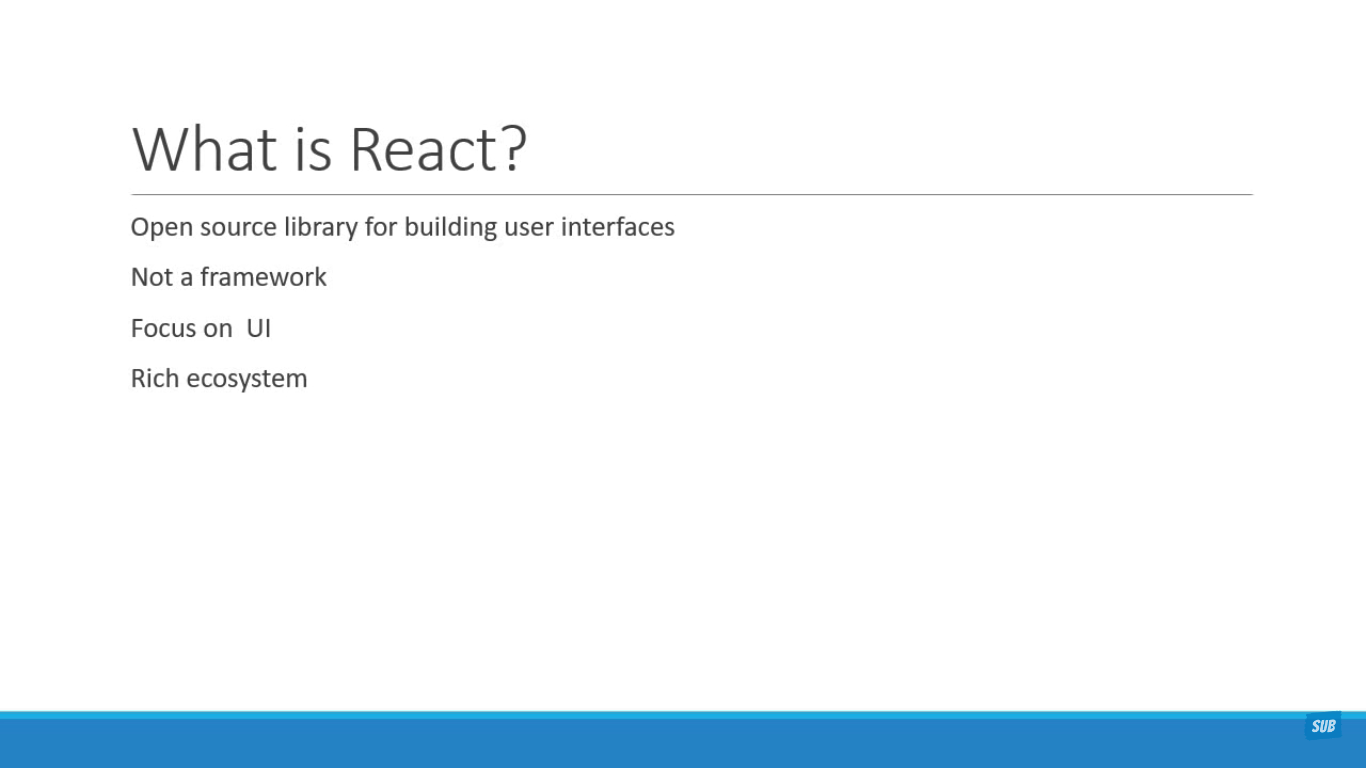 What is React?
Open source library for building user interfaces
Not a framework
Focus on  UI
Rich ecosystem
SUB